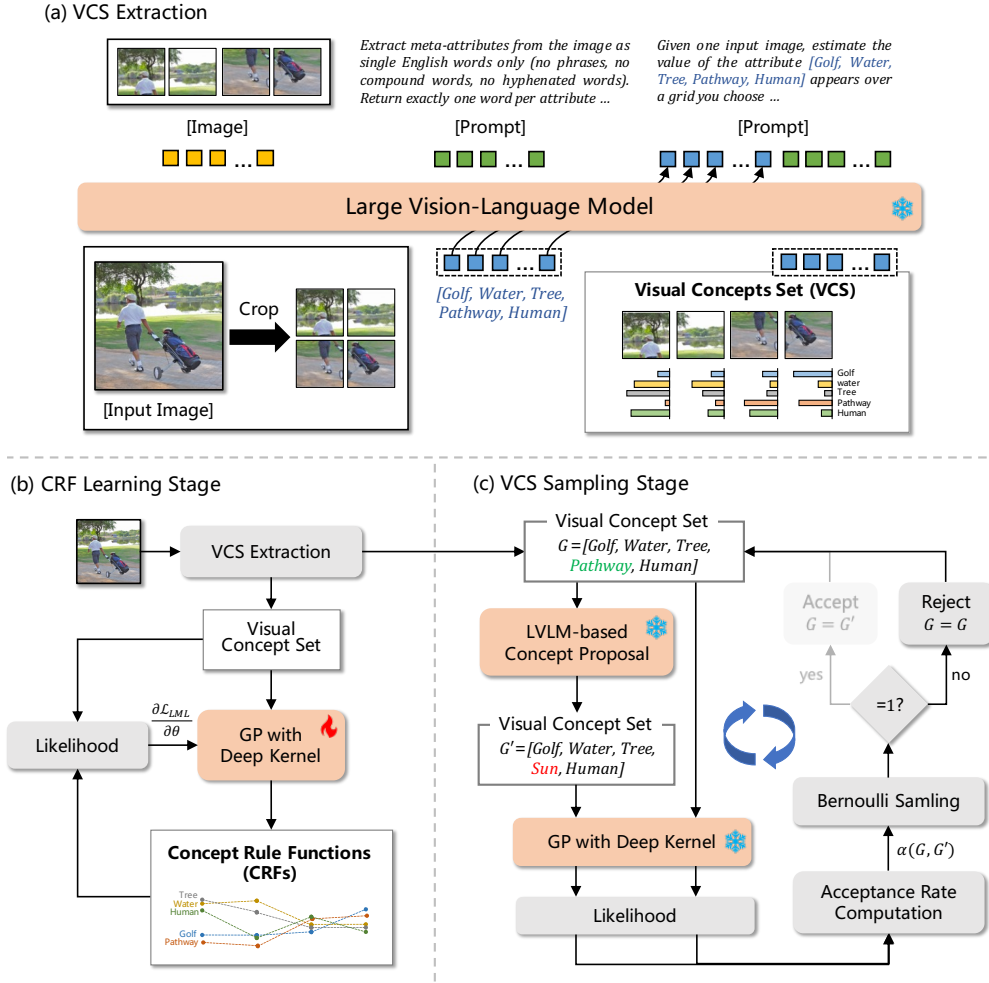 (a) VCS Extraction
Extract meta-attributes from the image as
single English words only (no phrases, no
compound words, no hyphenated words).
Return exactly one word per attribute ...
Given one input image, estimate the
value of the attribute [Golf, Water,
Tree, Pathway, Human] appears over
a grid you choose ...
[Image]
[Prompt]
[Prompt]
...
...
...
...
Large Vision-Language Model
Crop
[Input Image]
...
[Golf, Water, Tree,
Pathway, Human]
...
Visual Concepts Set (VCS)
Golf
water
Tree
Pathway
Human
(b) CRF Learning Stage
VCS Extraction
Visual
Concept Set
Likelihood
∂ℒ_LML
∂θ
GP with
Deep Kernel
Concept Rule Functions
(CRFs)
Tree
Water
Human
Golf
Pathway
(c) VCS Sampling Stage
Visual Concept Set
G =[Golf, Water, Tree,
Pathway, Human]
LVLM-based
Concept Proposal
Visual Concept Set
G′=[Golf, Water, Tree,
Sun, Human]
GP with Deep Kernel
Likelihood
Accept
G = G′
Reject
G = G
yes
no
=1?
Bernoulli Samling
α(G, G′)
Acceptance Rate
Computation